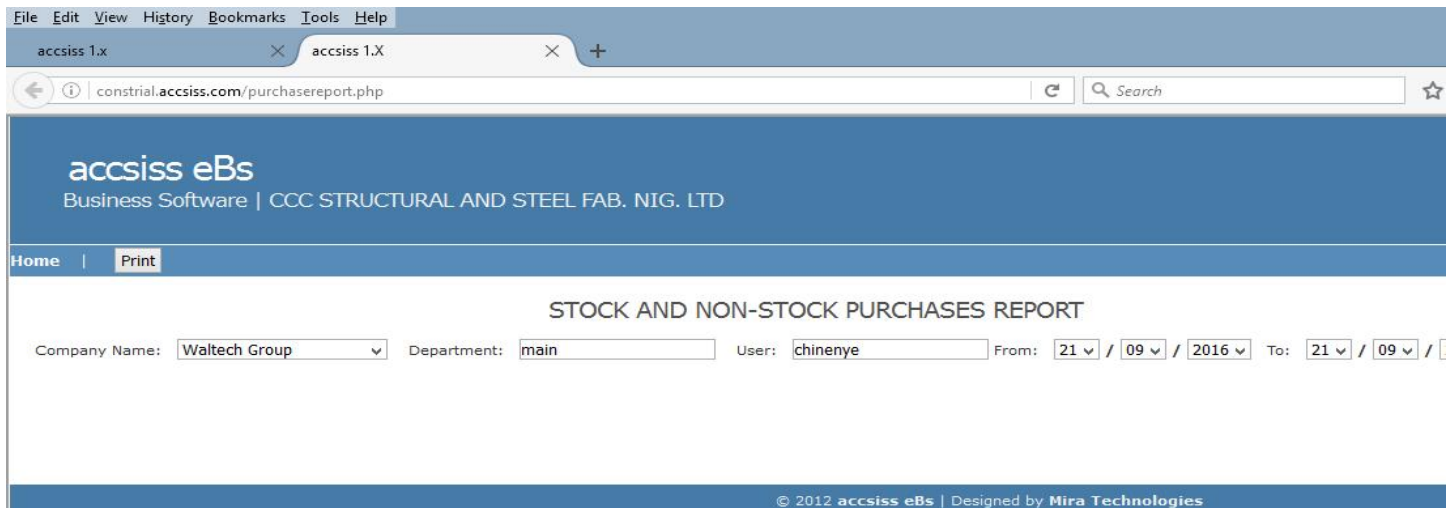 File Edit View History Bookmarks Tools Help
accsiss 1.x accsiss 1.X
constrial.accsiss.com/purchasereport.php Search
accsiss eBs
Business Software | CCC STRUCTURAL AND STEEL FAB. NIG. LTD
Home | Print
STOCK AND NON-STOCK PURCHASES REPORT
Company Name: Waltech Group Department: main User: chinenye From: 21 / 09 / 2016 To: 21 / 09 /
© 2012 accsiss eBs | Designed by Mira Technologies